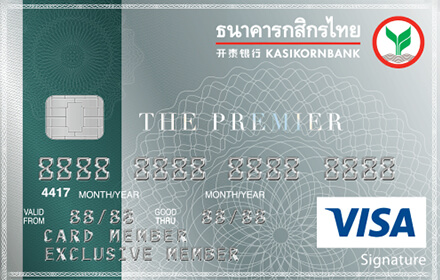 ธนาคารกสิกรไทย
开泰银行 KASIKORNBANK
THE PREMIER
8888 8888 8888 8888
4417 MONTH/YEAR MONTH/YEAR
VALID FROM 88/88 GOOD THRU 88/88
CARD MEMBER
EXCLUSIVE MEMBER
VISA
Signature